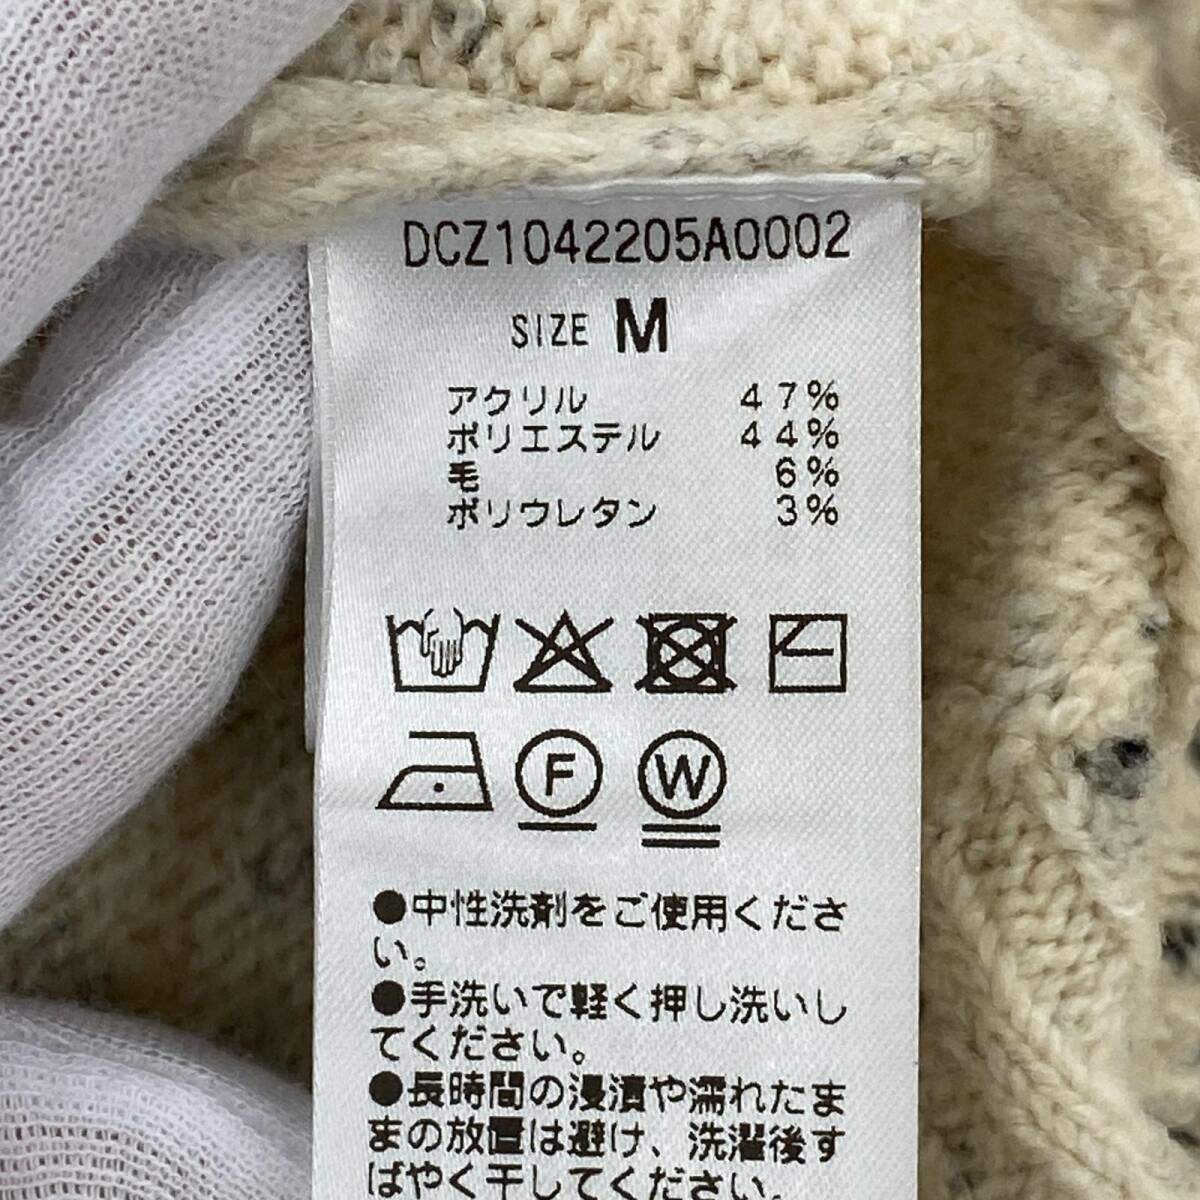 DCZ1042205A0002
SIZE M
アクリル 47%
ポリエステル 44%
毛 6%
ポリウレタン 3%
F W
●中性洗剤をご使用くださ
い。
●手洗いで軽く押し洗いし
てください。
●長時間の浸漬や濡れたま
まの放置は避け、洗濯後す
ばやく干してください。